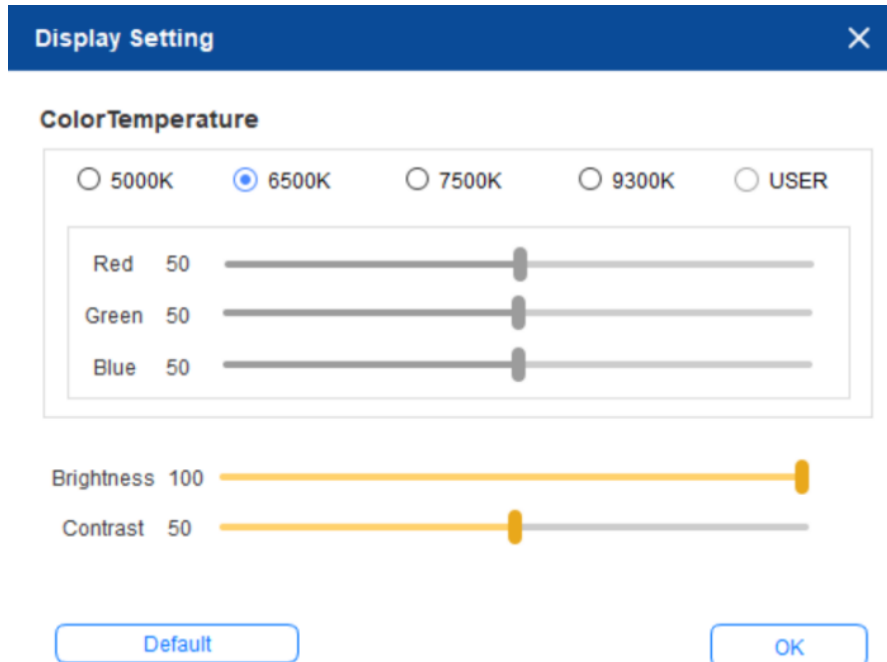 Display Setting
ColorTemperature
5000K 6500K 7500K 9300K USER
Red 50
Green 50
Blue 50
Brightness 100
Contrast 50
Default OK